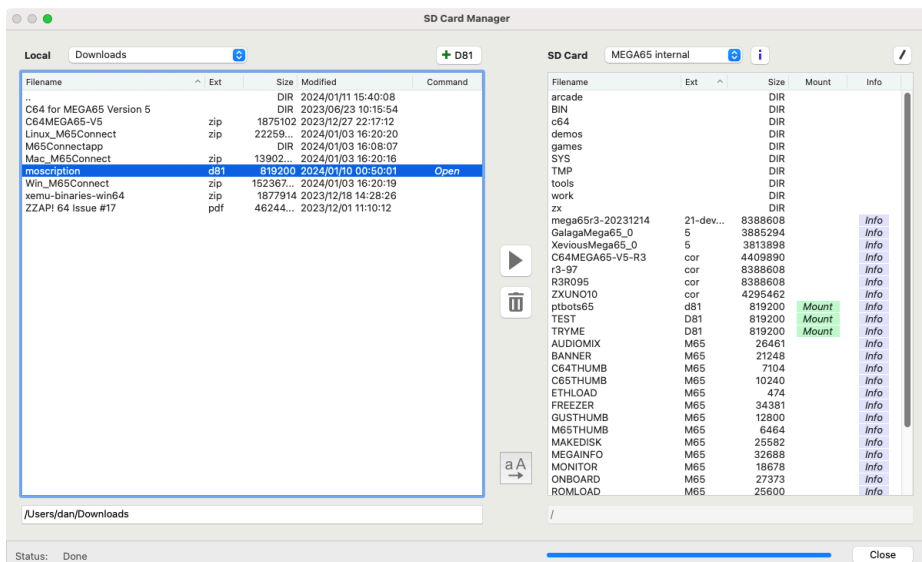 SD Card Manager
Local Downloads + D81
Filename Ext Size Modified Command
.. DIR 2024/01/11 15:40:08
C64 for MEGA65 Version 5 DIR 2023/06/23 10:15:54
C64MEGA65-V5 zip 1875102 2023/12/27 22:17:12
Linux_M65Connect zip 22259... 2024/01/03 16:20:20
M65Connectapp DIR 2024/01/03 16:08:07
Mac_M65Connect zip 13902... 2024/01/03 16:20:16
moscription d81 819200 2024/01/10 00:50:01 Open
Win_M65Connect zip 152367... 2024/01/03 16:20:19
xemu-binaries-win64 zip 1877914 2023/12/18 14:28:26
ZZAP! 64 Issue #17 pdf 46244... 2023/12/01 11:10:12
/Users/dan/Downloads
aA
SD Card MEGA65 internal i /
Filename Ext Size Mount Info
arcade DIR
BIN DIR
c64 DIR
demos DIR
games DIR
SYS DIR
TMP DIR
tools DIR
work DIR
zx DIR
mega65r3-20231214 21-dev... 8388608 Info
GalagaMega65_0 5 3885294 Info
XeviousMega65_0 5 3813898 Info
C64MEGA65-V5-R3 cor 4409890 Info
r3-97 cor 8388608 Info
R3R095 cor 8388608 Info
ZXUNO10 cor 4295462 Info
ptbots65 d81 819200 Mount Info
TEST D81 819200 Mount Info
TRYME D81 819200 Mount Info
AUDIOMIX M65 26461 Info
BANNER M65 21248 Info
C64THUMB M65 7104 Info
C65THUMB M65 10240 Info
ETHLOAD M65 474 Info
FREEZER M65 34381 Info
GUSTHUMB M65 12800 Info
M65THUMB M65 6464 Info
MAKEDISK M65 25582 Info
MEGAINFO M65 32688 Info
MONITOR M65 18678 Info
ONBOARD M65 27373 Info
ROMLOAD M65 25600 Info
/
Status: Done Close